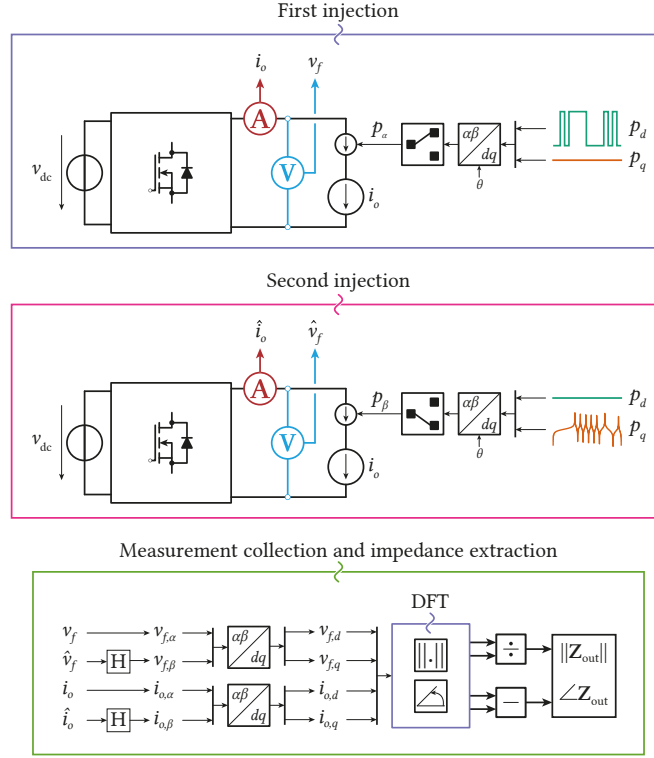 First injection
i_o v_f
A
v_dc
V
i_o
p_α
αβ
dq
θ
p_d
p_q
Second injection
î_o v̂_f
A
v_dc
V
i_o
p_β
αβ
dq
θ
p_d
p_q
Measurement collection and impedance extraction
DFT
v_f v_f,α αβ v_f,d
v̂_f H v_f,β dq v_f,q
i_o i_o,α αβ i_o,d
î_o H i_o,β dq i_o,q
||.||
÷
−
||Z_out||
∠Z_out